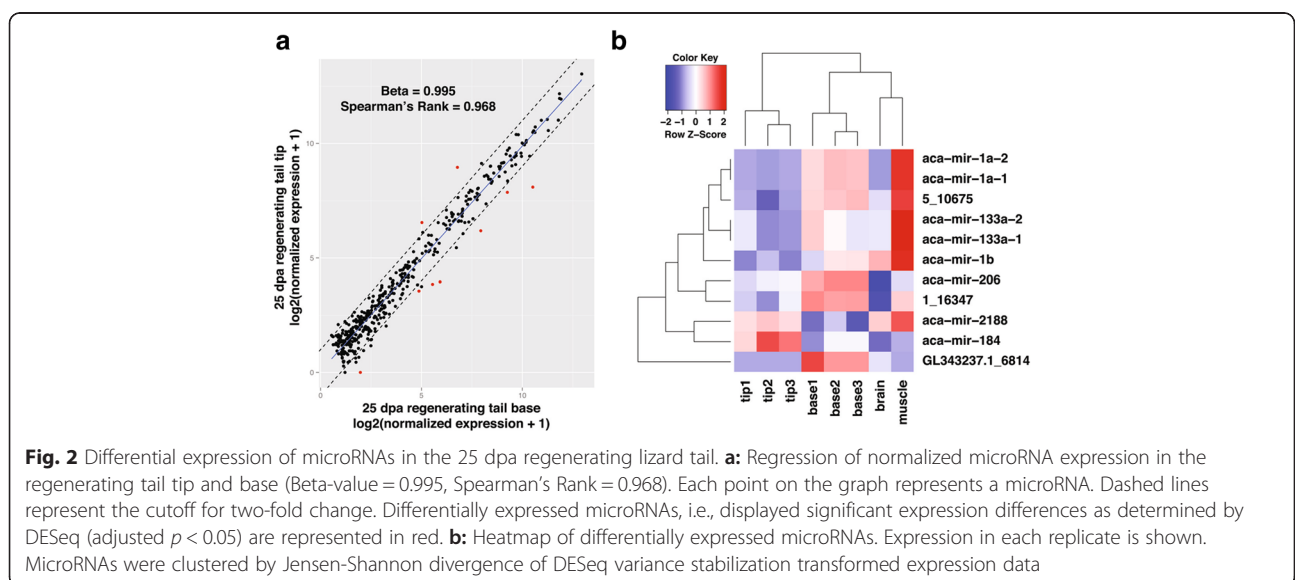 a
Beta = 0.995
Spearman's Rank = 0.968
25 dpa regenerating tail tip
log2(normalized expression + 1)
10
5
0
0
5
10
25 dpa regenerating tail base
log2(normalized expression + 1)
b
Color Key
−2 −1 0 1 2
Row Z-Score
aca-mir-1a-2
aca-mir-1a-1
5_10675
aca-mir-133a-2
aca-mir-133a-1
aca-mir-1b
aca-mir-206
1_16347
aca-mir-2188
aca-mir-184
GL343237.1_6814
tip1
tip2
tip3
base1
base2
base3
brain
muscle
Fig. 2 Differential expression of microRNAs in the 25 dpa regenerating lizard tail. a: Regression of normalized microRNA expression in the
regenerating tail tip and base (Beta-value = 0.995, Spearman's Rank = 0.968). Each point on the graph represents a microRNA. Dashed lines
represent the cutoff for two-fold change. Differentially expressed microRNAs, i.e., displayed significant expression differences as determined by
DESeq (adjusted p < 0.05) are represented in red. b: Heatmap of differentially expressed microRNAs. Expression in each replicate is shown.
MicroRNAs were clustered by Jensen-Shannon divergence of DESeq variance stabilization transformed expression data